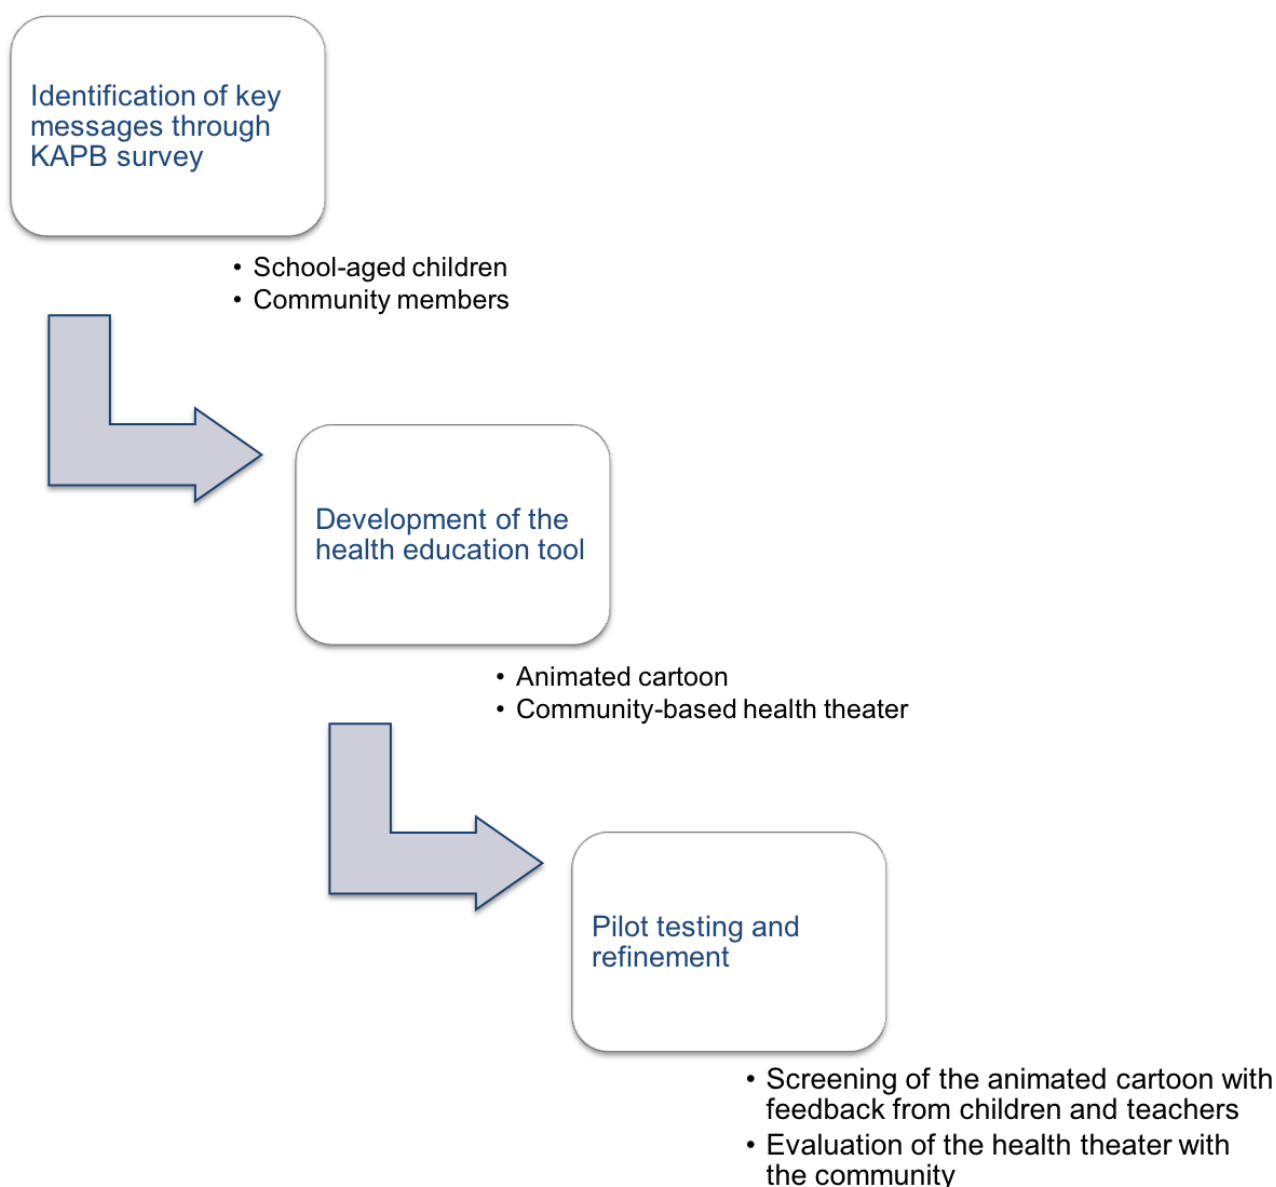 Identification of key
messages through
KAPB survey
• School-aged children
• Community members
Development of the
health education tool
• Animated cartoon
• Community-based health theater
Pilot testing and
refinement
• Screening of the animated cartoon with
feedback from children and teachers
• Evaluation of the health theater with
the community